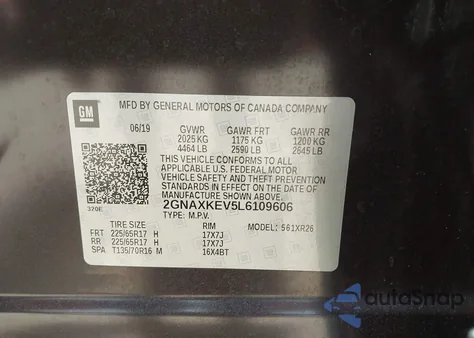 GM
MFD BY GENERAL MOTORS OF CANADA COMPANY
06/19 GVWR GAWR FRT GAWR RR
2025 KG 1175 KG 1200 KG
4464 LB 2590 LB 2645 LB
THIS VEHICLE CONFORMS TO ALL
APPLICABLE U.S. FEDERAL MOTOR
VEHICLE SAFETY AND THEFT PREVENTION
STANDARDS IN EFFECT ON THE DATE OF
MANUFACTURE SHOWN ABOVE.
320E 2GNAXKEV5L6109606
TYPE: M.P.V.
TIRE SIZE RIM MODEL: 561XR26
FRT 225/65R17 H 17X7J
RR 225/65R17 H 17X7J
SPA T135/70R16 M 16X4BT
autoSnap